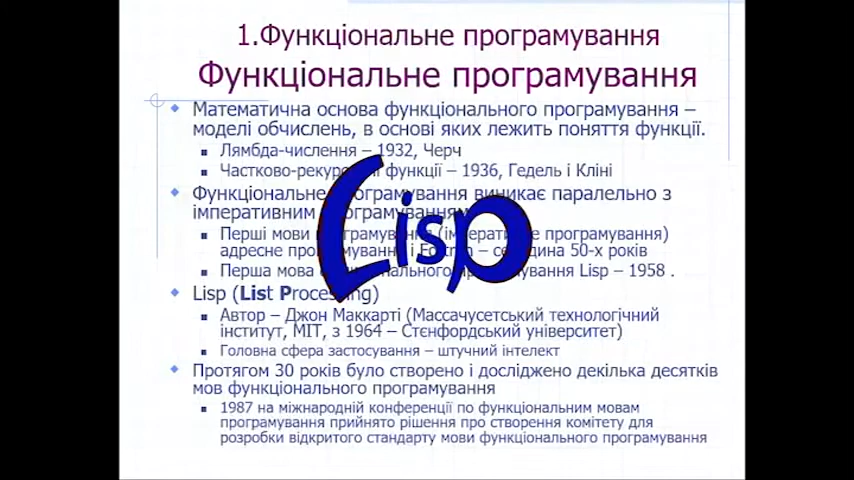 1.Функціональне програмування
Функціональне програмування
Математична основа функціонального програмування –
моделі обчислень, в основі яких лежить поняття функції.
Лямбда-числення – 1932, Черч
функції – 1936, Гедель і Кліні
Функціональне програмування виникає паралельно з
імперативним програмуванням
Перші мови програмування (імперативне програмування)
адресне програмування і Fortran – середина 50-х років
Перша мова функціонального програмування Lisp – 1958 .
Lisp
Lisp (List Processing)
Автор – Джон Маккарті (Массачусетський технологічний
інститут, МІТ, з 1964 – Стєнфордський університет)
Головна сфера застосування – штучний інтелект
Протягом 30 років було створено і досліджено декілька десятків
мов функціонального програмування
1987 на міжнародній конференції по функціональним мовам
програмування прийнято рішення про створення комітету для
розробки відкритого стандарту мови функціонального програмування